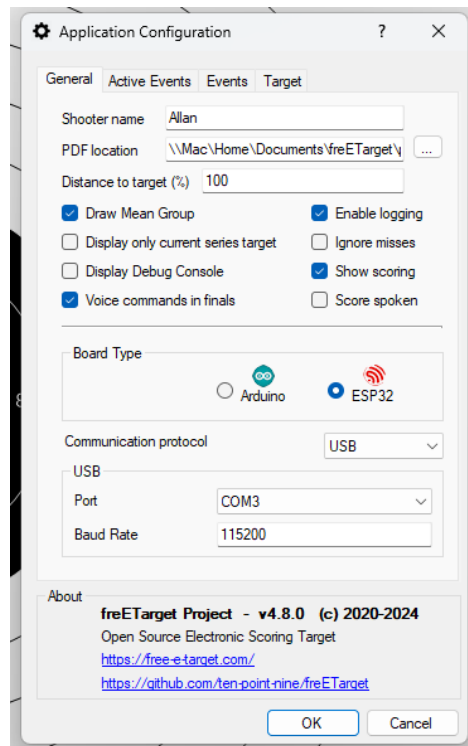 Application Configuration ?
General Active Events Events Target
Shooter name Allan
PDF location \\Mac\Home\Documents\freETarget\ ...
Distance to target (%) 100
Draw Mean Group Enable logging
Display only current series target Ignore misses
Display Debug Console Show scoring
Voice commands in finals Score spoken
Board Type
Arduino ESP32
Communication protocol USB
USB
Port COM3
Baud Rate 115200
About
freETarget Project - v4.8.0 (c) 2020-2024
Open Source Electronic Scoring Target
https://free-e-target.com/
https://github.com/ten-point-nine/freETarget
OK Cancel